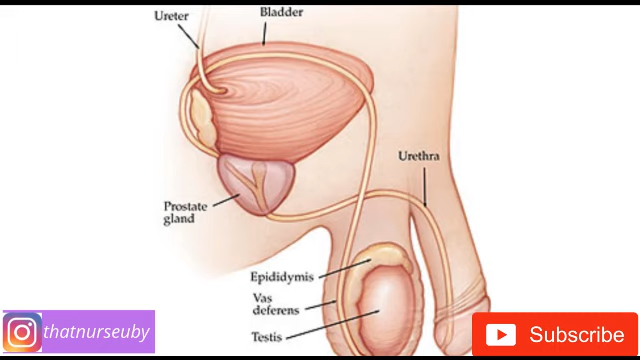 Ureter
Bladder
Urethra
Prostate
gland
Epididymis
Vas
deferens
Testis
thatnurseuby
Subscribe